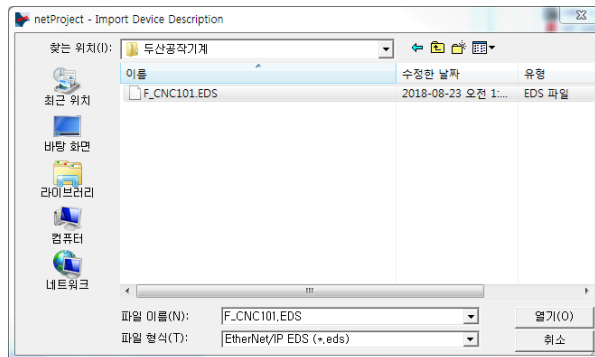 netProject - Import Device Description
찾는 위치(I): 두산공작기계
이름 수정한 날짜 유형
F_CNC101.EDS 2018-08-23 오전 1:... EDS 파일
최근 위치
바탕 화면
라이브러리
컴퓨터
네트워크
파일 이름(N): F_CNC101.EDS 열기(O)
파일 형식(T): EtherNet/IP EDS (*.eds) 취소